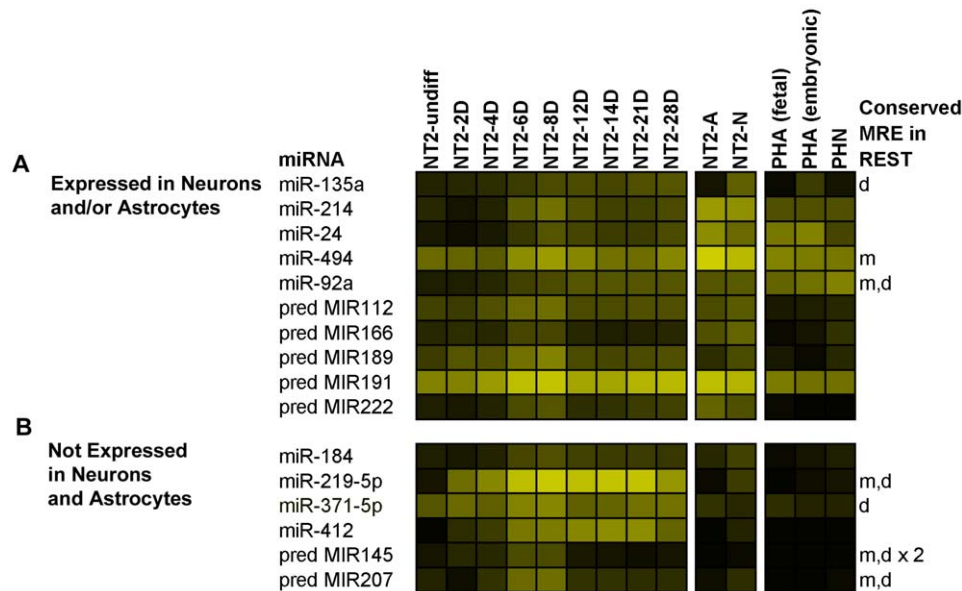 NT2-undiff
NT2-2D
NT2-4D
NT2-6D
NT2-8D
NT2-12D
NT2-14D
NT2-21D
NT2-28D
NT2-A
NT2-N
PHA (fetal)
PHA (embryonic)
PHN
Conserved
MRE in
REST
A
miRNA
Expressed in Neurons
and/or Astrocytes
miR-135a d
miR-214
miR-24
miR-494 m
miR-92a m,d
pred MIR112
pred MIR166
pred MIR189
pred MIR191
pred MIR222
B
Not Expressed
in Neurons
and Astrocytes
miR-184
miR-219-5p m,d
miR-371-5p d
miR-412
pred MIR145 m,d x 2
pred MIR207 m,d